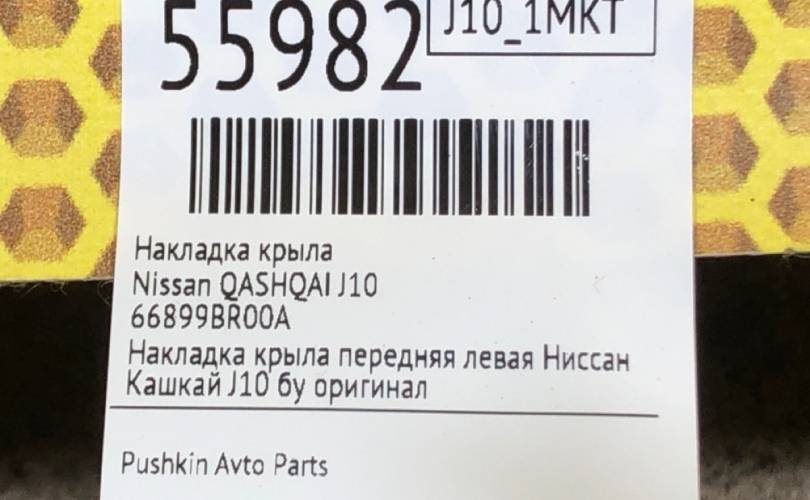 55982
J10_1MKT
Накладка крыла
Nissan QASHQAI J10
66899BR00A
Накладка крыла передняя левая Ниссан
Кашкай J10 бу оригинал
Pushkin Avto Parts